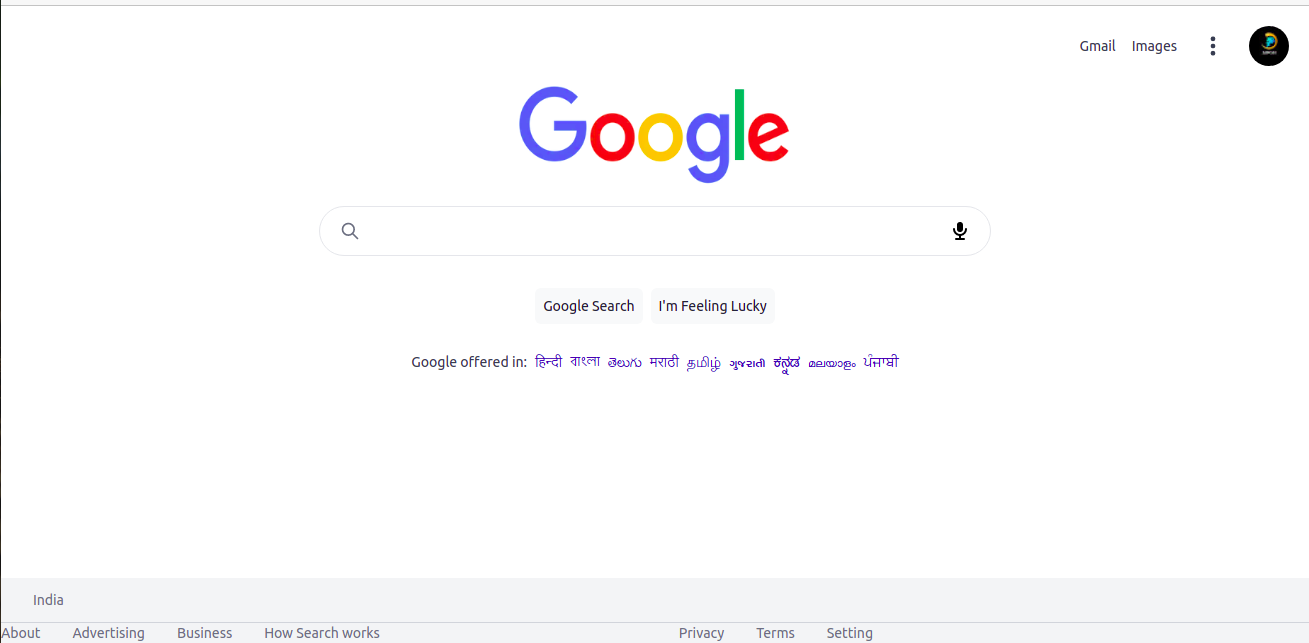 Gmail Images
Google
Google Search I'm Feeling Lucky
Google offered in: हिन्दी বাংলা తెలుగు मराठी தமிழ் ગુજરાતી ಕನ್ನಡ മലയാളം ਪੰਜਾਬੀ
India
About Advertising Business How Search works Privacy Terms Setting